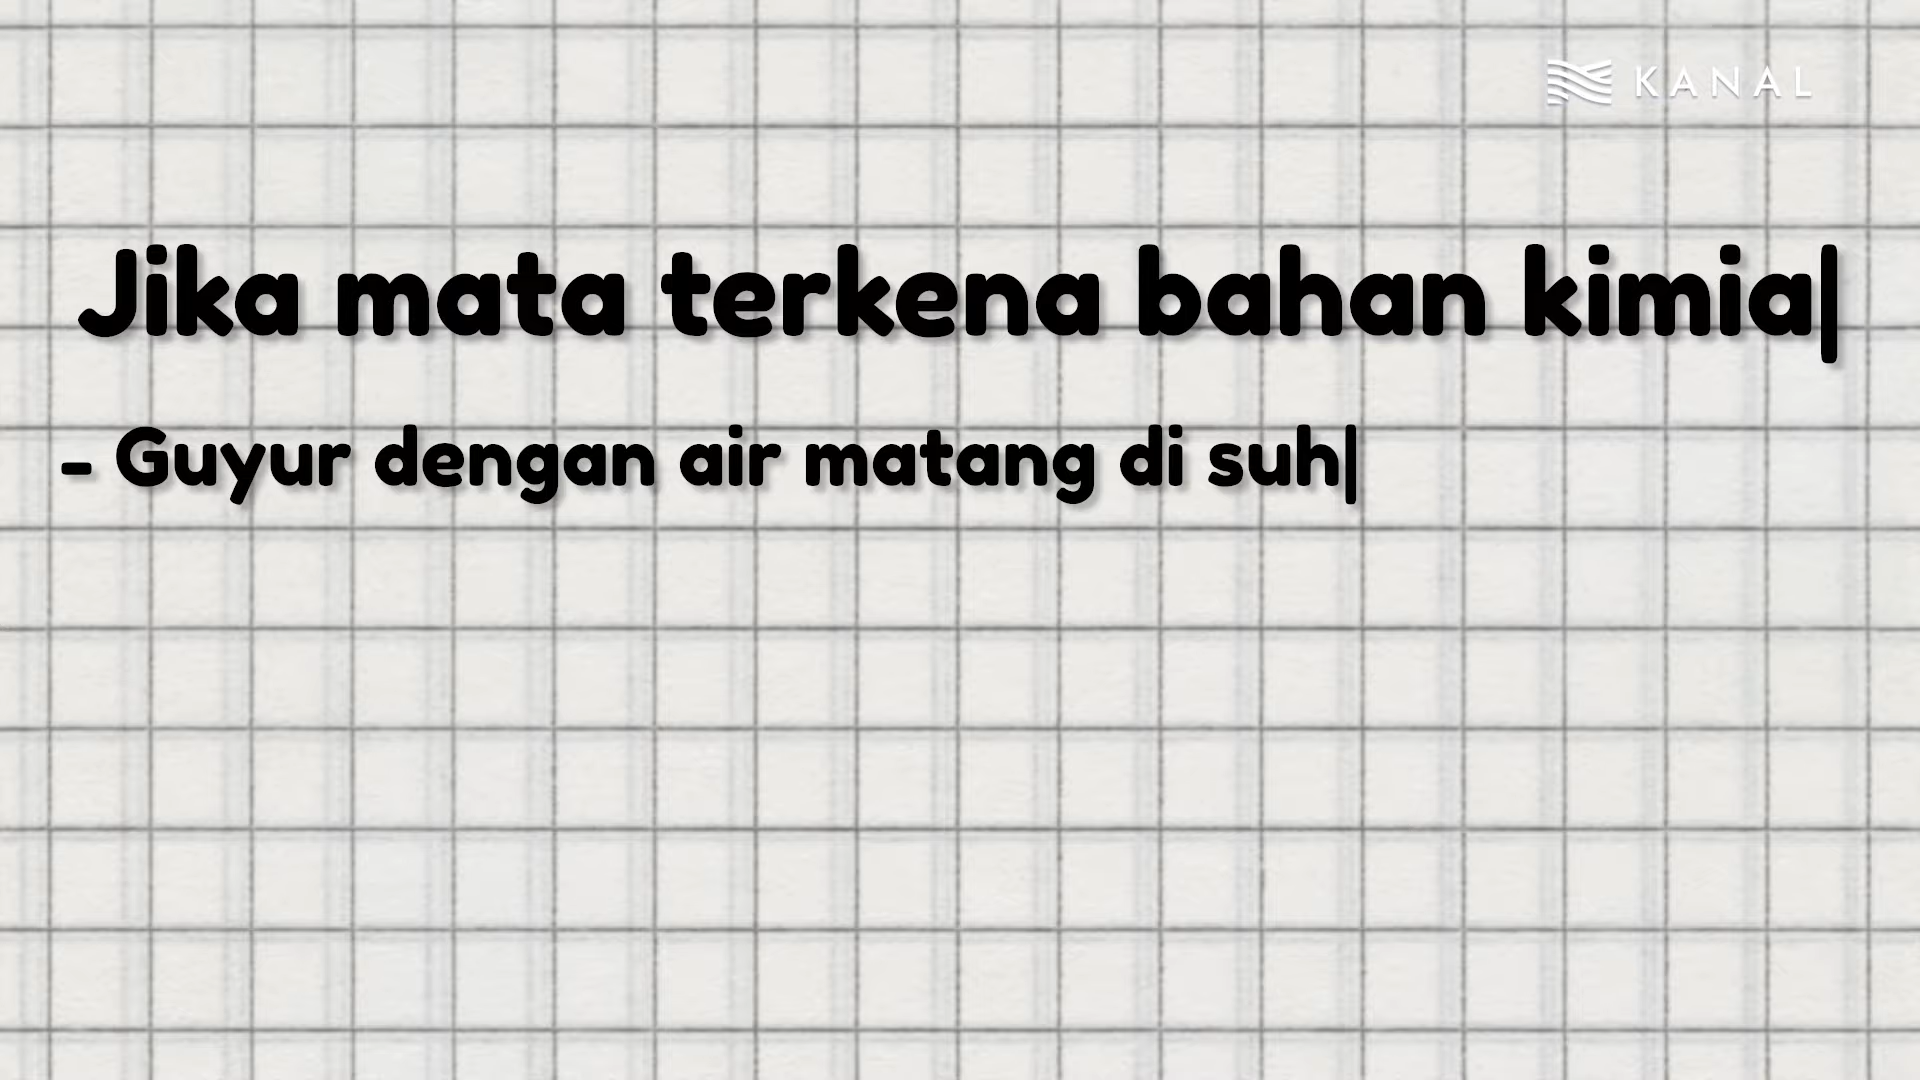 KANAL
Jika mata terkena bahan kimia
- Guyur dengan air matang di suh